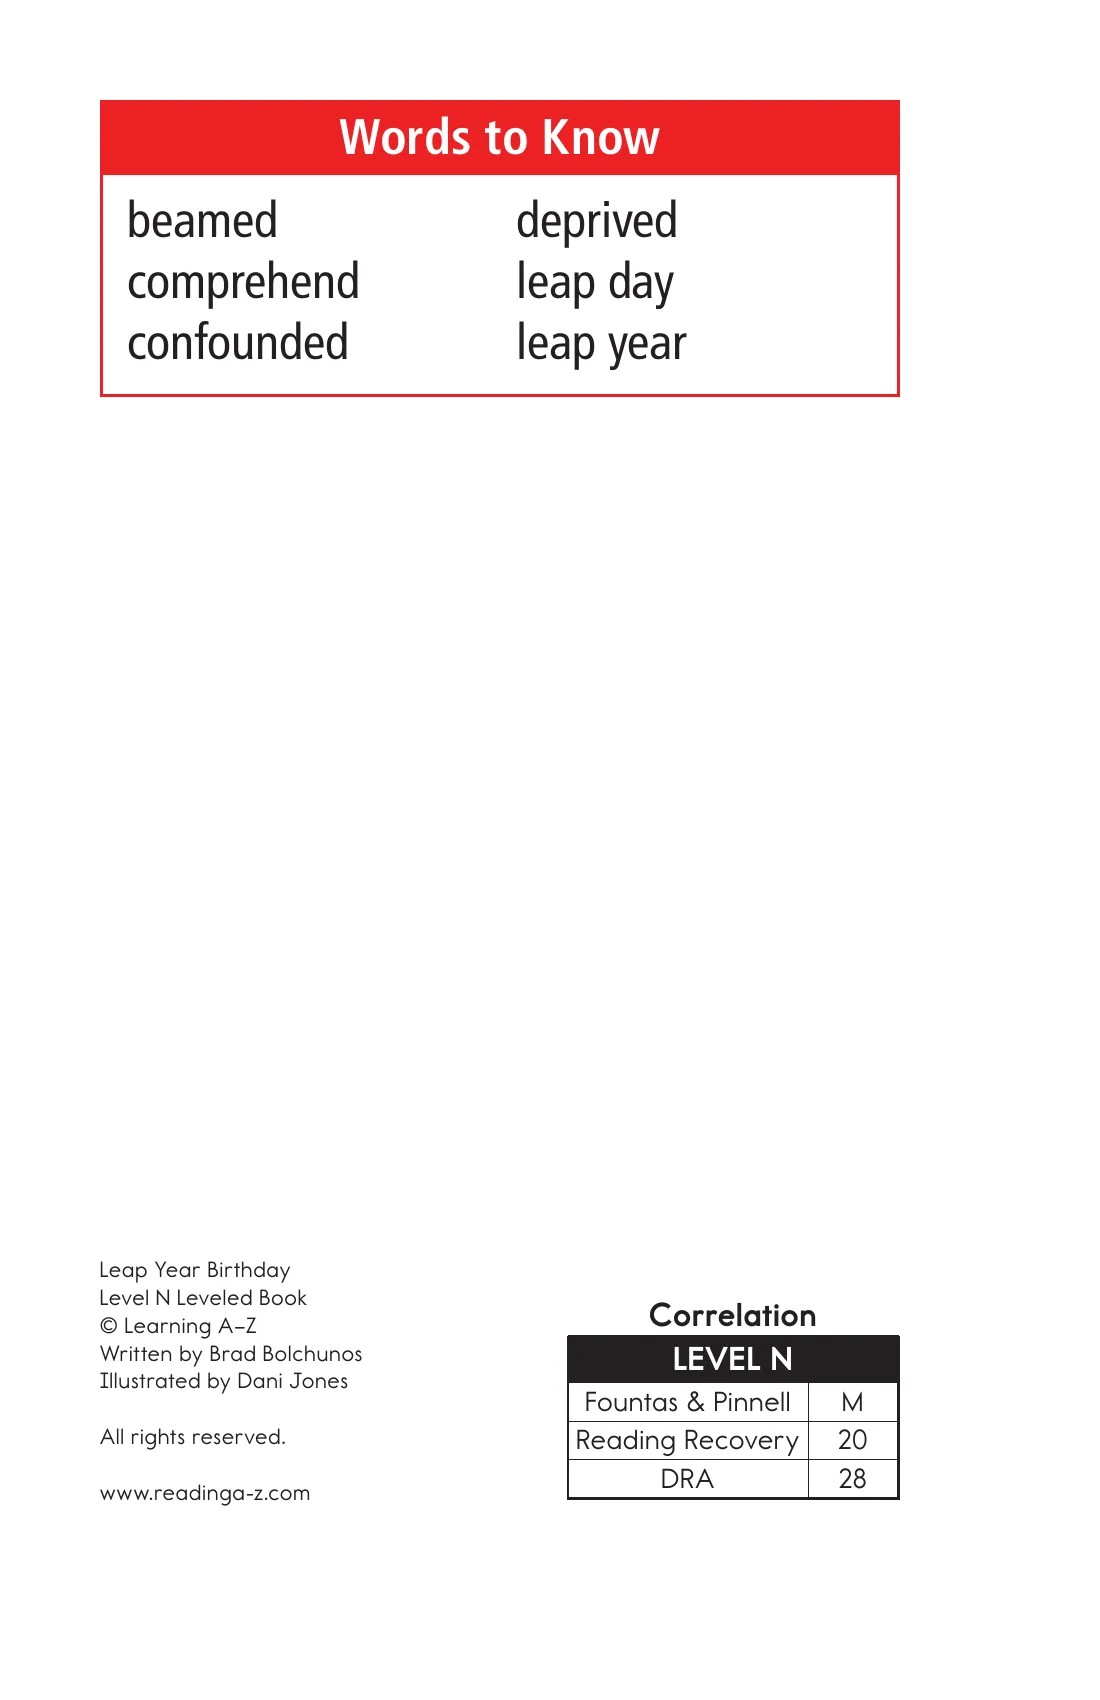 Words to Know
beamed
comprehend
confounded
deprived
leap day
leap year
Leap Year Birthday
Level N Leveled Book
© Learning A–Z
Written by Brad Bolchunos
Illustrated by Dani Jones
All rights reserved.
www.readinga-z.com
Correlation
LEVEL N
Fountas & Pinnell M
Reading Recovery 20
DRA 28